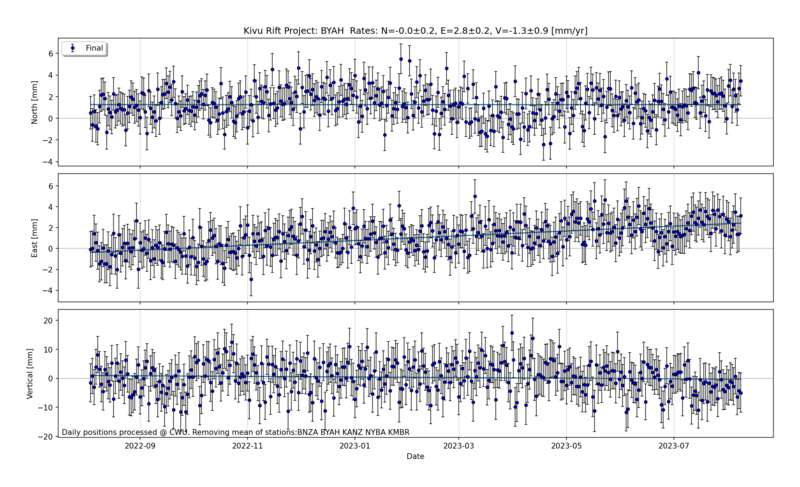 Kivu Rift Project: BYAH  Rates: N=-0.0±0.2, E=2.8±0.2, V=-1.3±0.9 [mm/yr]
Final
6
4
2
0
−2
−4
North [mm]
6
4
2
0
−2
−4
East [mm]
20
10
0
−10
−20
Vertical [mm]
Daily positions processed @ CWU. Removing mean of stations:BNZA BYAH KANZ NYBA KMBR
2022-09 2022-11 2023-01 2023-03 2023-05 2023-07
Date